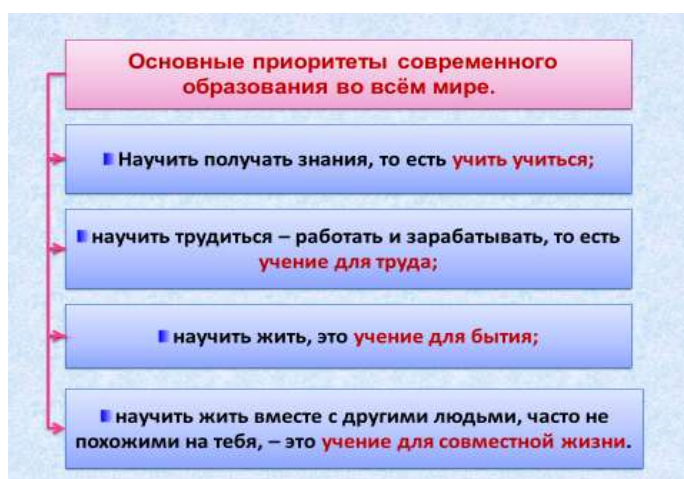 Основные приоритеты современного
образования во всём мире.
Научить получать знания, то есть учить учиться;
научить трудиться – работать и зарабатывать, то есть
учение для труда;
научить жить, это учение для бытия;
научить жить вместе с другими людьми, часто не
похожими на тебя, – это учение для совместной жизни.